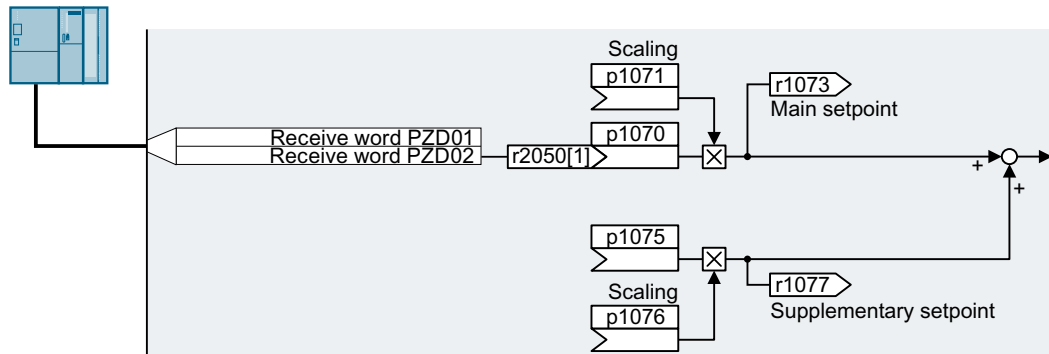 Scaling
p1071
r1073
Main setpoint
Receive word PZD01
p1070
Receive word PZD02
r2050[1]
+
+
p1075
r1077
Scaling
Supplementary setpoint
p1076